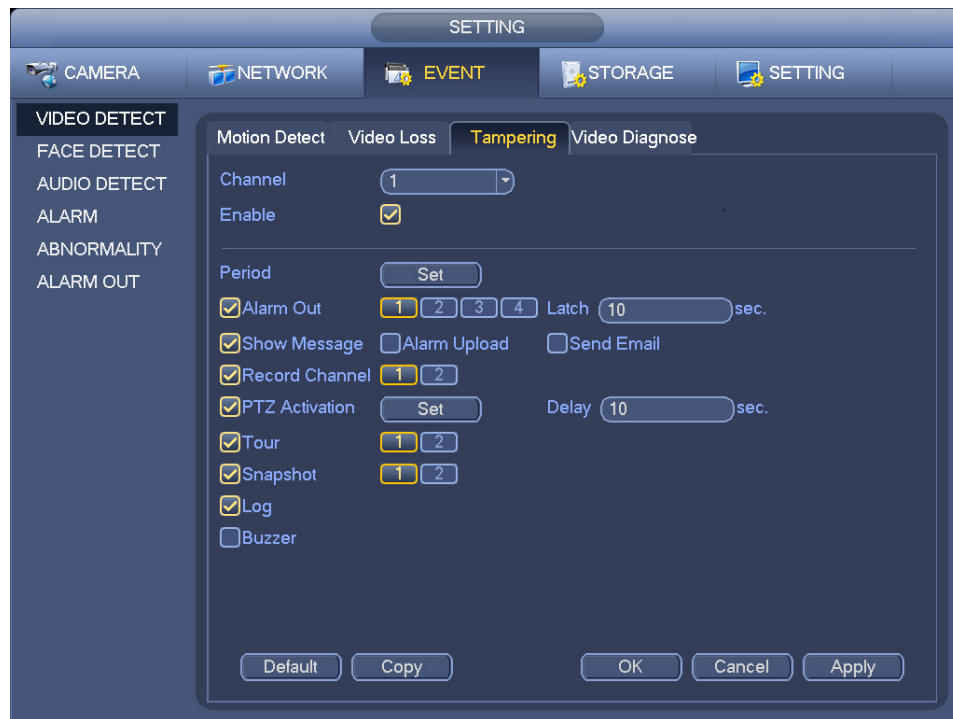 SETTING
CAMERA NETWORK EVENT STORAGE SETTING
VIDEO DETECT
FACE DETECT
AUDIO DETECT
ALARM
ABNORMALITY
ALARM OUT
Motion Detect Video Loss Tampering Video Diagnose
Channel 1
Enable
Period Set
Alarm Out 1 2 3 4 Latch 10 sec.
Show Message Alarm Upload Send Email
Record Channel 1 2
PTZ Activation Set Delay 10 sec.
Tour 1 2
Snapshot 1 2
Log
Buzzer
Default Copy OK Cancel Apply